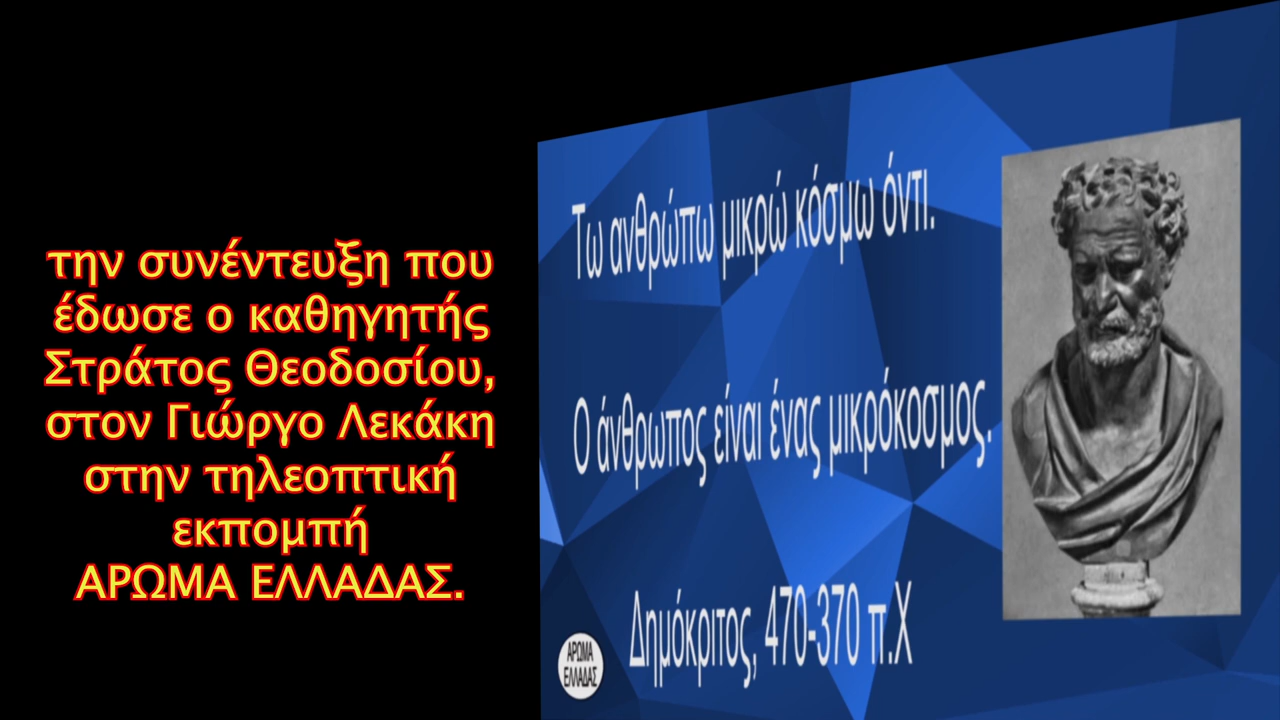 την συνέντευξη που
έδωσε ο καθηγητής
Στράτος Θεοδοσίου,
στον Γιώργο Λεκάκη
στην τηλεοπτική
εκπομπή
ΑΡΩΜΑ ΕΛΛΑΔΑΣ.
Τω ανθρώπω μικρώ κόσμω όντι.
Ο άνθρωπος είναι ένας μικρόκοσμος.
Δημόκριτος, 470-370 π.Χ
ΑΡΩΜΑ
ΕΛΛΑΔΑΣ